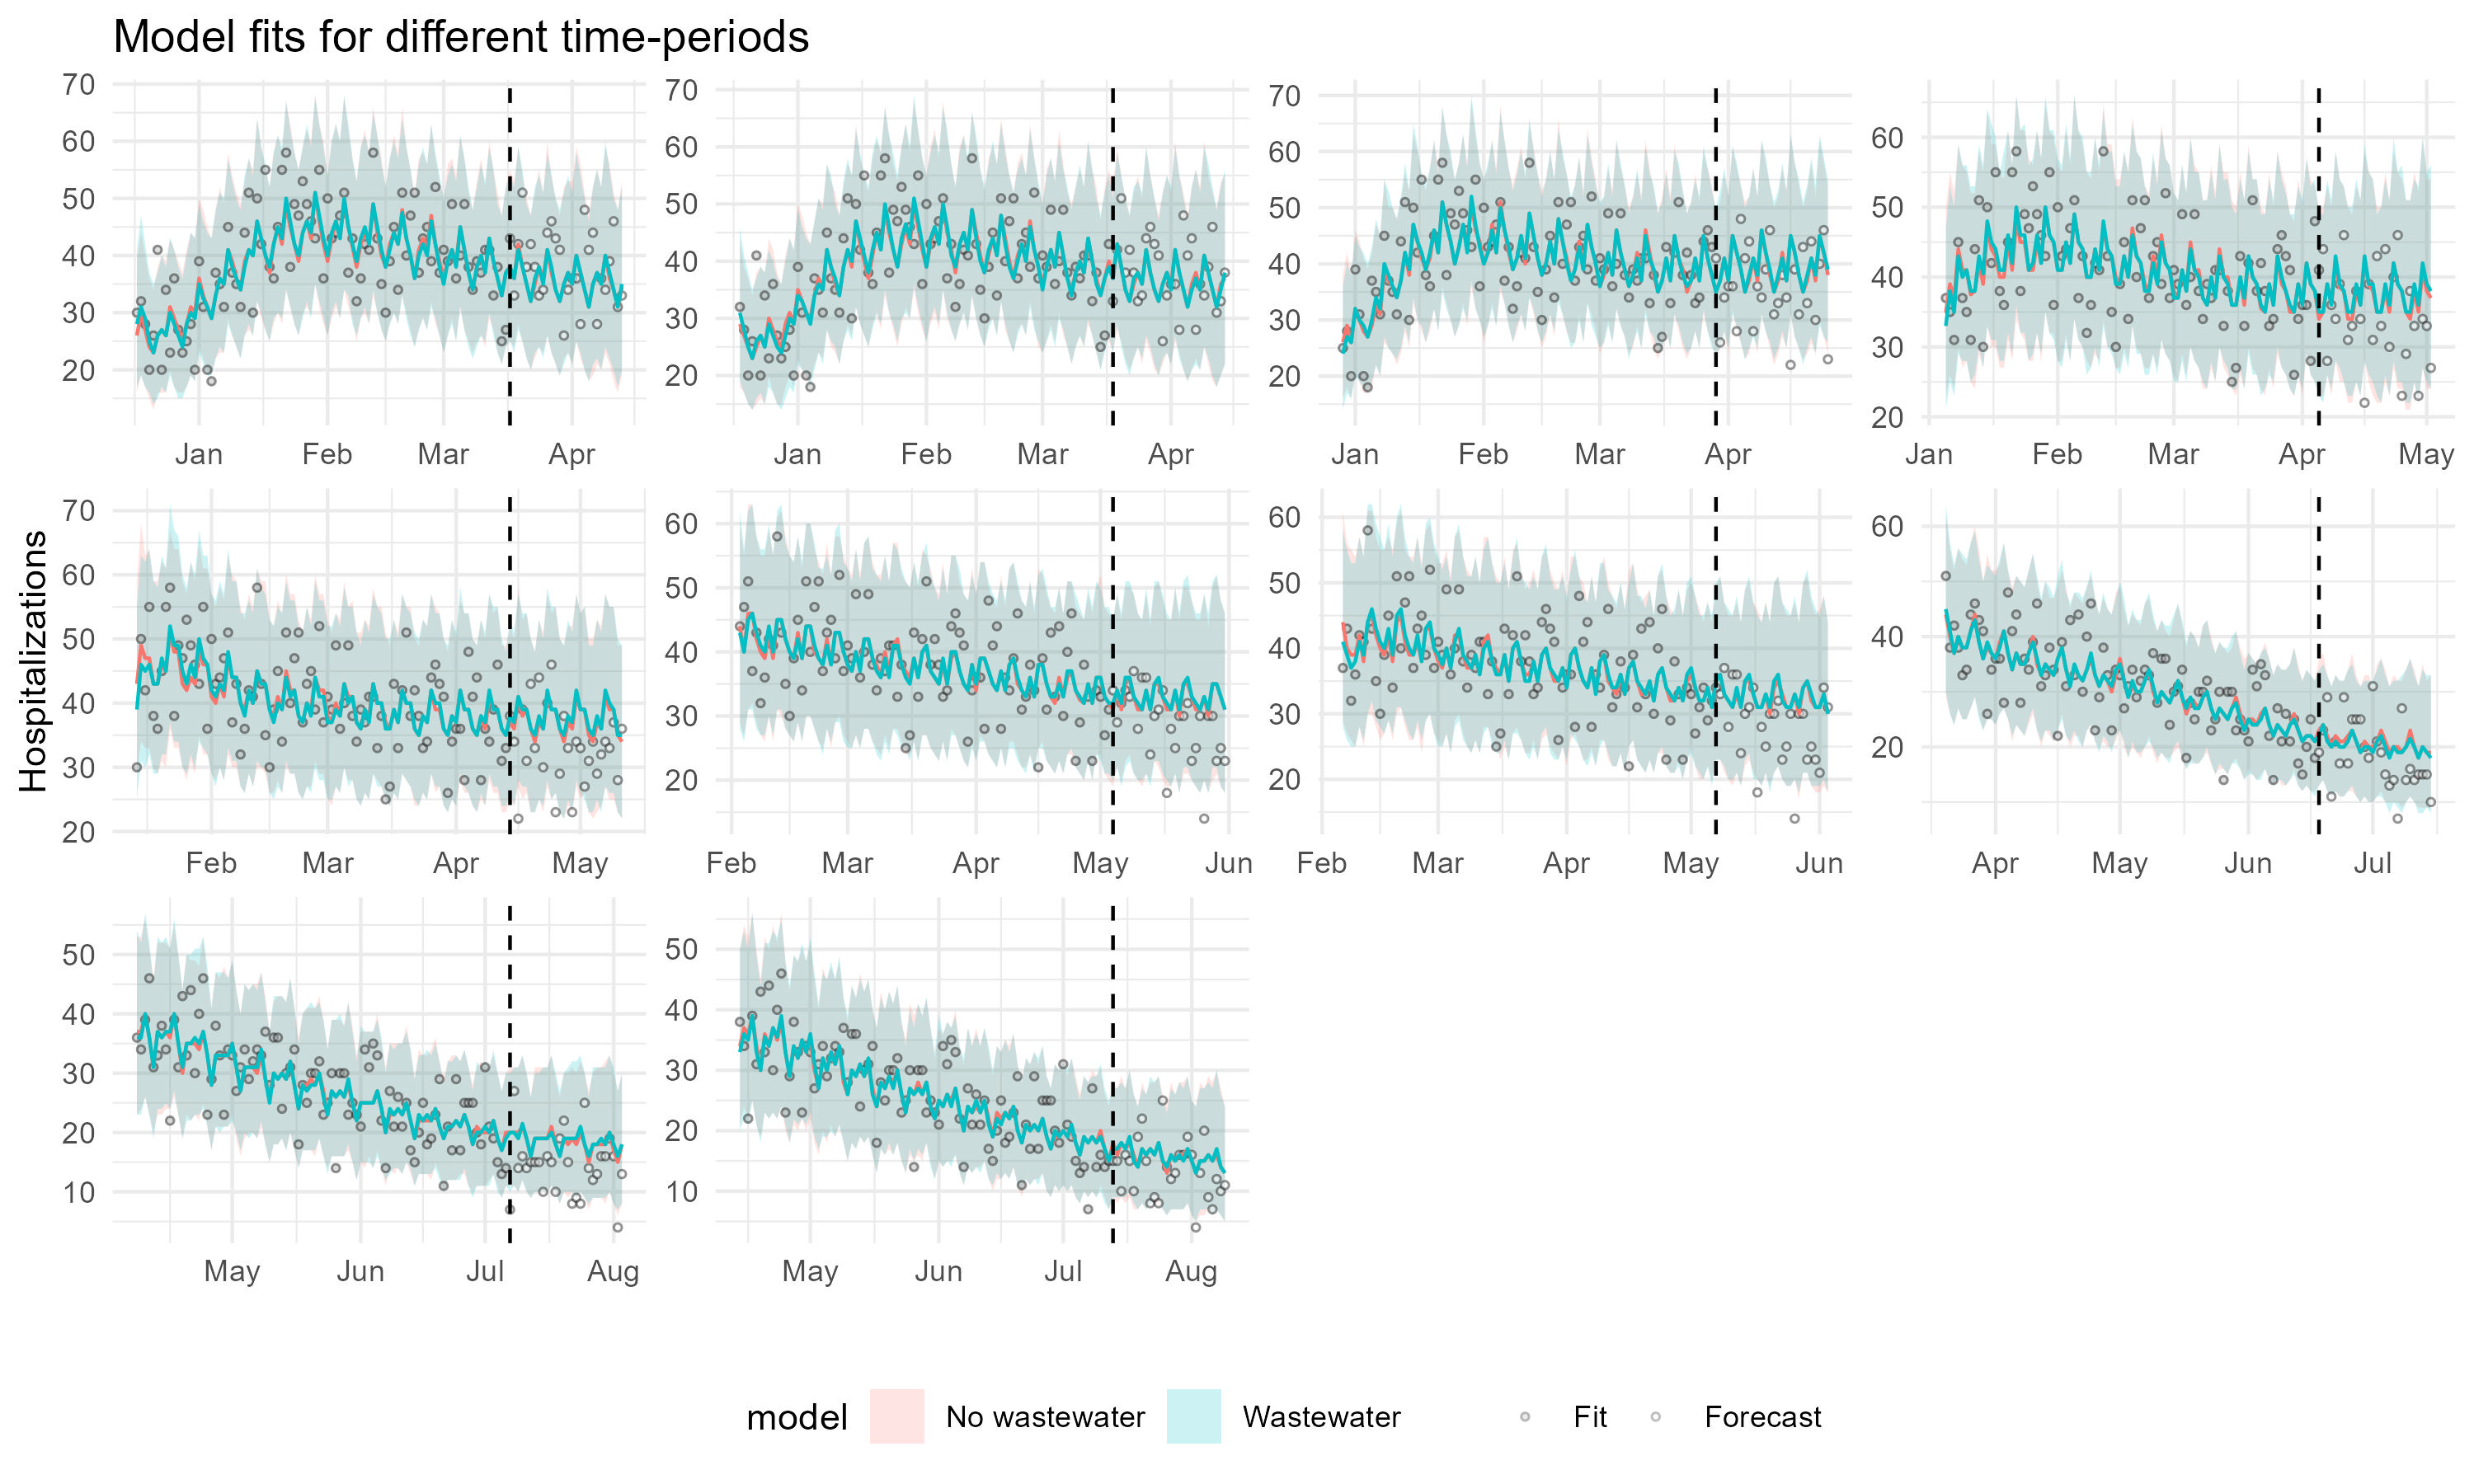 Model fits for different time-periods
70 60 50 40 30 20
Jan Feb Mar Apr
70 60 50 40 30 20
Jan Feb Mar Apr
70 60 50 40 30 20
Jan Feb Mar Apr
60 50 40 30 20
Jan Feb Mar Apr May
Hospitalizations
70 60 50 40 30 20
Feb Mar Apr May
60 50 40 30 20
Feb Mar Apr May Jun
60 50 40 30 20
Feb Mar Apr May Jun
60 40 20
Apr May Jun Jul
50 40 30 20 10
May Jun Jul Aug
50 40 30 20 10
May Jun Jul Aug
model No wastewater Wastewater Fit Forecast